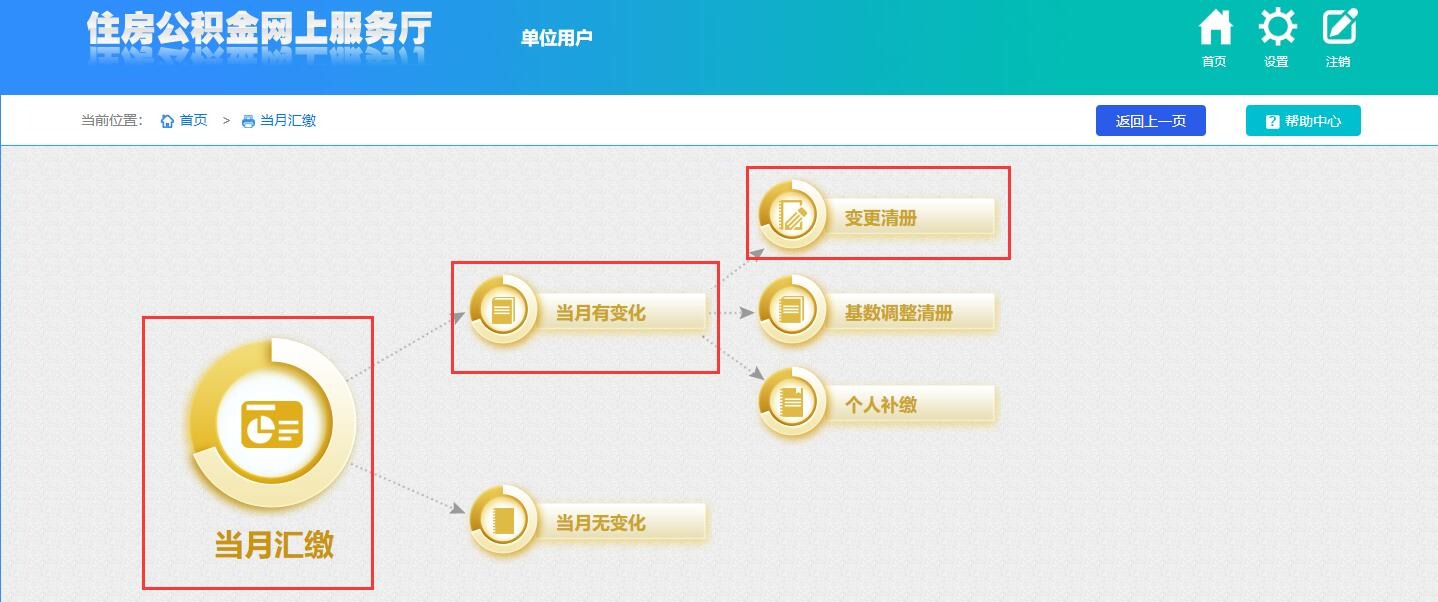 住房公积金网上服务厅
单位用户
首页
设置
注销
当前位置： 首页 > 当月汇缴
返回上一页
? 帮助中心
变更清册
当月有变化
基数调整清册
个人补缴
当月汇缴
当月无变化